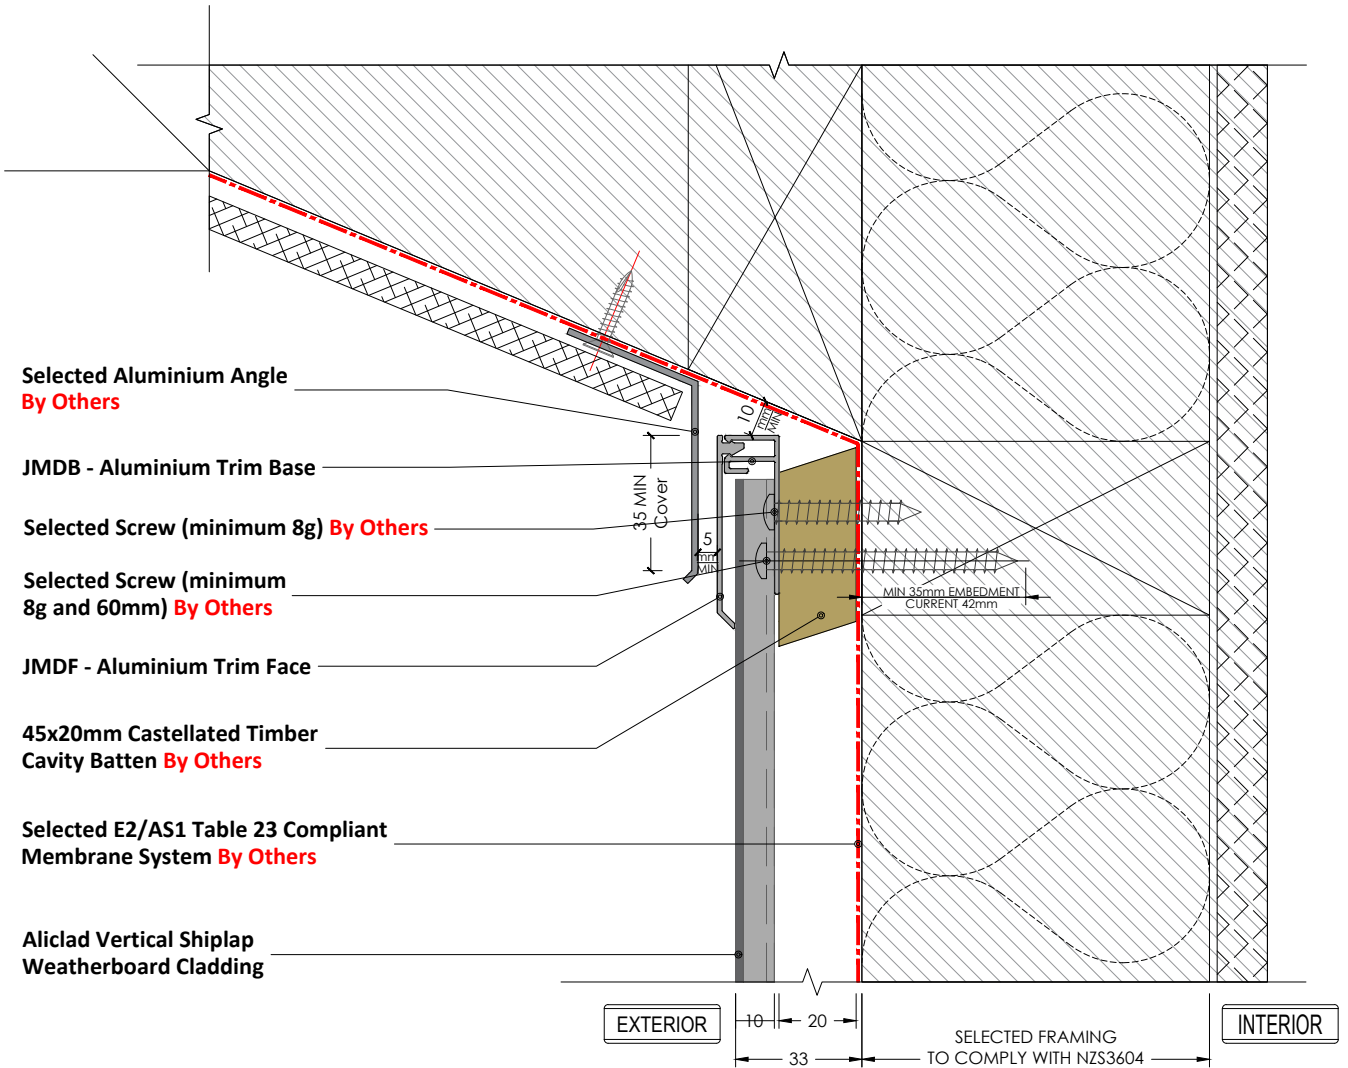 Selected Aluminium Angle
By Others
JMDB - Aluminium Trim Base
Selected Screw (minimum 8g) By Others
Selected Screw (minimum
8g and 60mm) By Others
JMDF - Aluminium Trim Face
45x20mm Castellated Timber
Cavity Batten By Others
Selected E2/AS1 Table 23 Compliant
Membrane System By Others
Aliclad Vertical Shiplap
Weatherboard Cladding
10
mm
MIN
35 MIN
Cover
5
mm
MIN
MIN 35mm EMBEDMENT
CURRENT 42mm
EXTERIOR
10
20
33
SELECTED FRAMING
TO COMPLY WITH NZS3604
INTERIOR